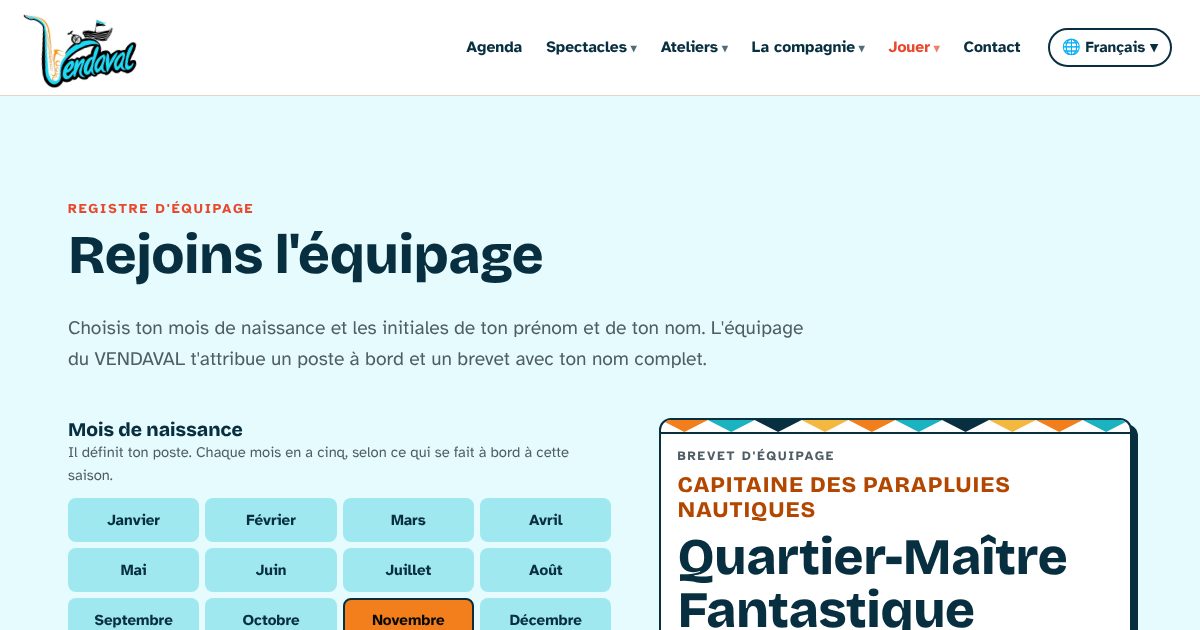 Vendaval
Agenda
Spectacles ▾
Ateliers ▾
La compagnie ▾
Jouer ▾
Contact
🌐 Français ▾
REGISTRE D'ÉQUIPAGE
Rejoins l'équipage
Choisis ton mois de naissance et les initiales de ton prénom et de ton nom. L'équipage
du VENDAVAL t'attribue un poste à bord et un brevet avec ton nom complet.
Mois de naissance
Il définit ton poste. Chaque mois en a cinq, selon ce qui se fait à bord à cette
saison.
Janvier
Février
Mars
Avril
Mai
Juin
Juillet
Août
Septembre
Octobre
Novembre
Décembre
BREVET D'ÉQUIPAGE
CAPITAINE DES PARAPLUIES
NAUTIQUES
Quartier-Maître
Fantastique